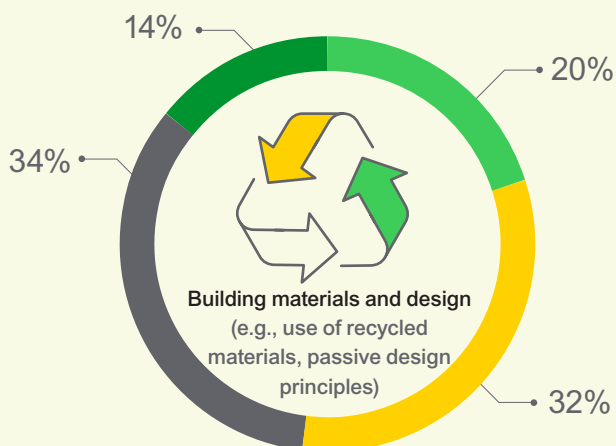 14%
20%
34%
Building materials and design
(e.g., use of recycled
materials, passive design
principles)
32%